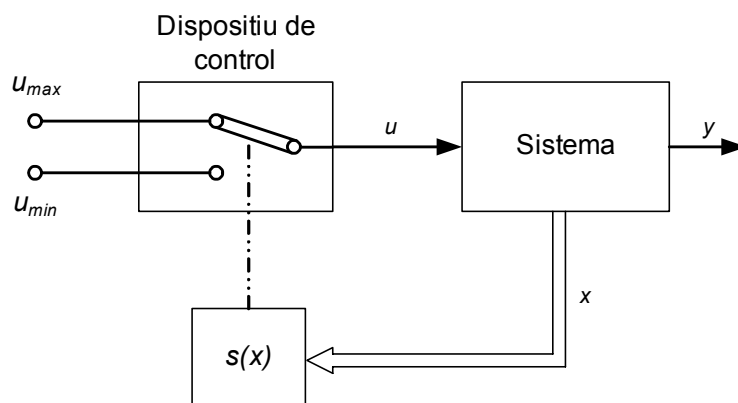 Dispositiu de
control
u_max
u_min
u
Sistema
y
x
s(x)